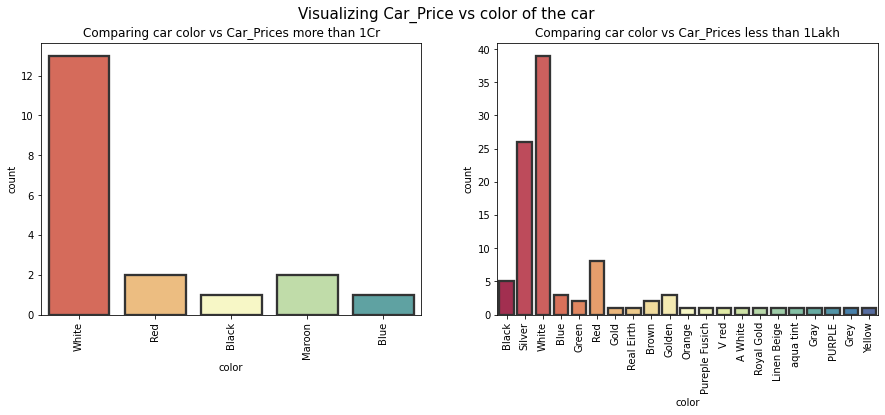 Visualizing Car_Price vs color of the car
Comparing car color vs Car_Prices more than 1Cr
count
12
10
8
6
4
2
0
White
Red
Black
Maroon
Blue
color
Comparing car color vs Car_Prices less than 1Lakh
count
40
35
30
25
20
15
10
5
0
Black
Silver
White
Blue
Green
Red
Gold
Real Eirth
Brown
Golden
Orange
Pureple Fusich
V red
A White
Royal Gold
Linen Beige
aqua tint
Gray
PURPLE
Grey
Yellow
color